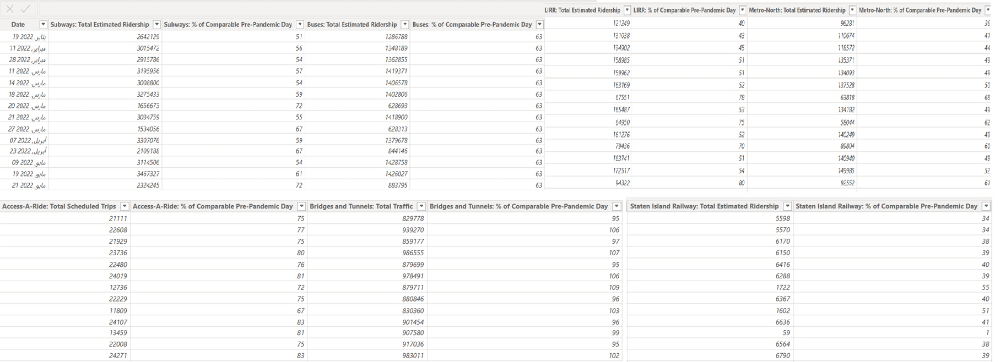 Date Subways: Total Estimated Ridership Subways: % of Comparable Pre-Pandemic Day Buses: Total Estimated Ridership Buses: % of Comparable Pre-Pandemic Day
19 يناير, 2022 2642129 51 1286788 63
11 فبراير, 2022 3015472 56 1348189 63
28 فبراير, 2022 2915786 54 1362855 63
11 مارس, 2022 3195956 57 1419371 63
14 مارس, 2022 3008800 54 1406578 63
18 مارس, 2022 3275433 59 1402806 63
20 مارس, 2022 1656673 72 628693 63
21 مارس, 2022 3034759 55 1418900 63
27 مارس, 2022 1534056 67 628313 63
07 أبريل, 2022 3307076 59 1379678 63
23 أبريل, 2022 2109188 67 844146 63
09 مايو, 2022 3114506 54 1428758 63
19 مايو, 2022 3467327 61 1426027 63
21 مايو, 2022 2324245 72 883795 63
LIRR: Total Estimated Ridership LIRR: % of Comparable Pre-Pandemic Day Metro-North: Total Estimated Ridership Metro-North: % of Comparable Pre-Pandemic Day
121249 40 96281 36
131038 43 110674 41
134902 45 118572 44
158985 51 135371 49
159962 51 134093 49
163169 52 137528 50
67551 78 63818 68
165487 53 134182 49
64950 75 58044 62
161276 52 140249 49
79436 70 89804 60
163741 51 140940 49
172517 54 149985 52
94322 80 92552 61
Access-A-Ride: Total Scheduled Trips Access-A-Ride: % of Comparable Pre-Pandemic Day Bridges and Tunnels: Total Traffic Bridges and Tunnels: % of Comparable Pre-Pandemic Day
21111 75 829778 95
22608 77 939270 106
21929 75 859177 97
23736 80 986555 107
22480 76 879699 95
24019 81 978491 106
12736 72 879711 109
22229 75 880846 96
11809 67 830360 103
24107 83 901454 96
13459 81 907580 99
22008 75 917036 95
24271 83 983011 102
Staten Island Railway: Total Estimated Ridership Staten Island Railway: % of Comparable Pre-Pandemic Day
5598 34
5570 34
6170 38
6150 39
6416 40
6288 39
1722 55
6367 40
1602 51
6636 41
59 1
6564 38
6790 39